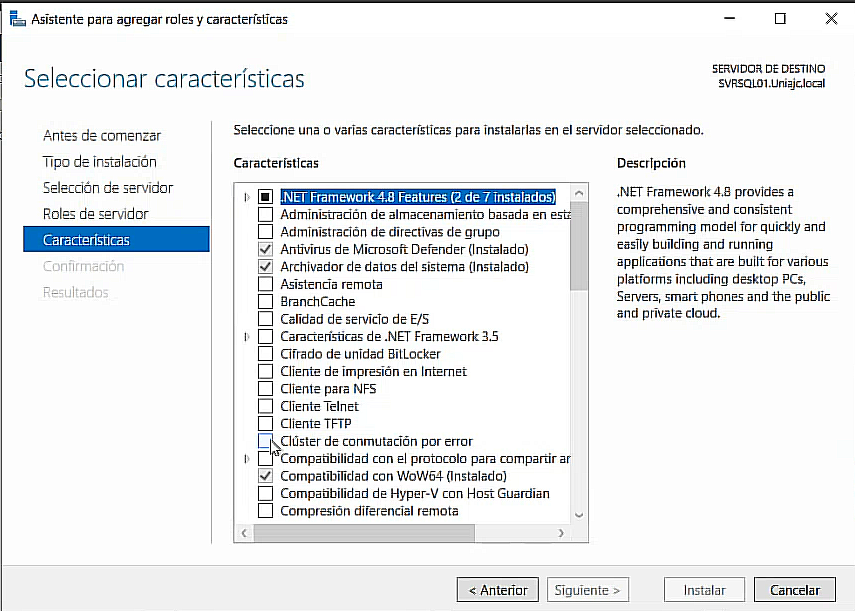 Asistente para agregar roles y características
Seleccionar características
SERVIDOR DE DESTINO
SVRSQL01.Uniajc.local
Antes de comenzar
Tipo de instalación
Selección de servidor
Roles de servidor
Características
Confirmación
Resultados
Seleccione una o varias características para instalarlas en el servidor seleccionado.
Características
.NET Framework 4.8 Features (2 de 7 instalados)
Administración de almacenamiento basada en está
Administración de directivas de grupo
Antivirus de Microsoft Defender (Instalado)
Archivador de datos del sistema (Instalado)
Asistencia remota
BranchCache
Calidad de servicio de E/S
Características de .NET Framework 3.5
Cifrado de unidad BitLocker
Cliente de impresión en Internet
Cliente para NFS
Cliente Telnet
Cliente TFTP
Clúster de conmutación por error
Compatibilidad con el protocolo para compartir ar
Compatibilidad con WoW64 (Instalado)
Compatibilidad de Hyper-V con Host Guardian
Compresión diferencial remota
Descripción
.NET Framework 4.8 provides a
comprehensive and consistent
programming model for quickly and
easily building and running
applications that are built for various
platforms including desktop PCs,
Servers, smart phones and the public
and private cloud.
< Anterior
Siguiente >
Instalar
Cancelar